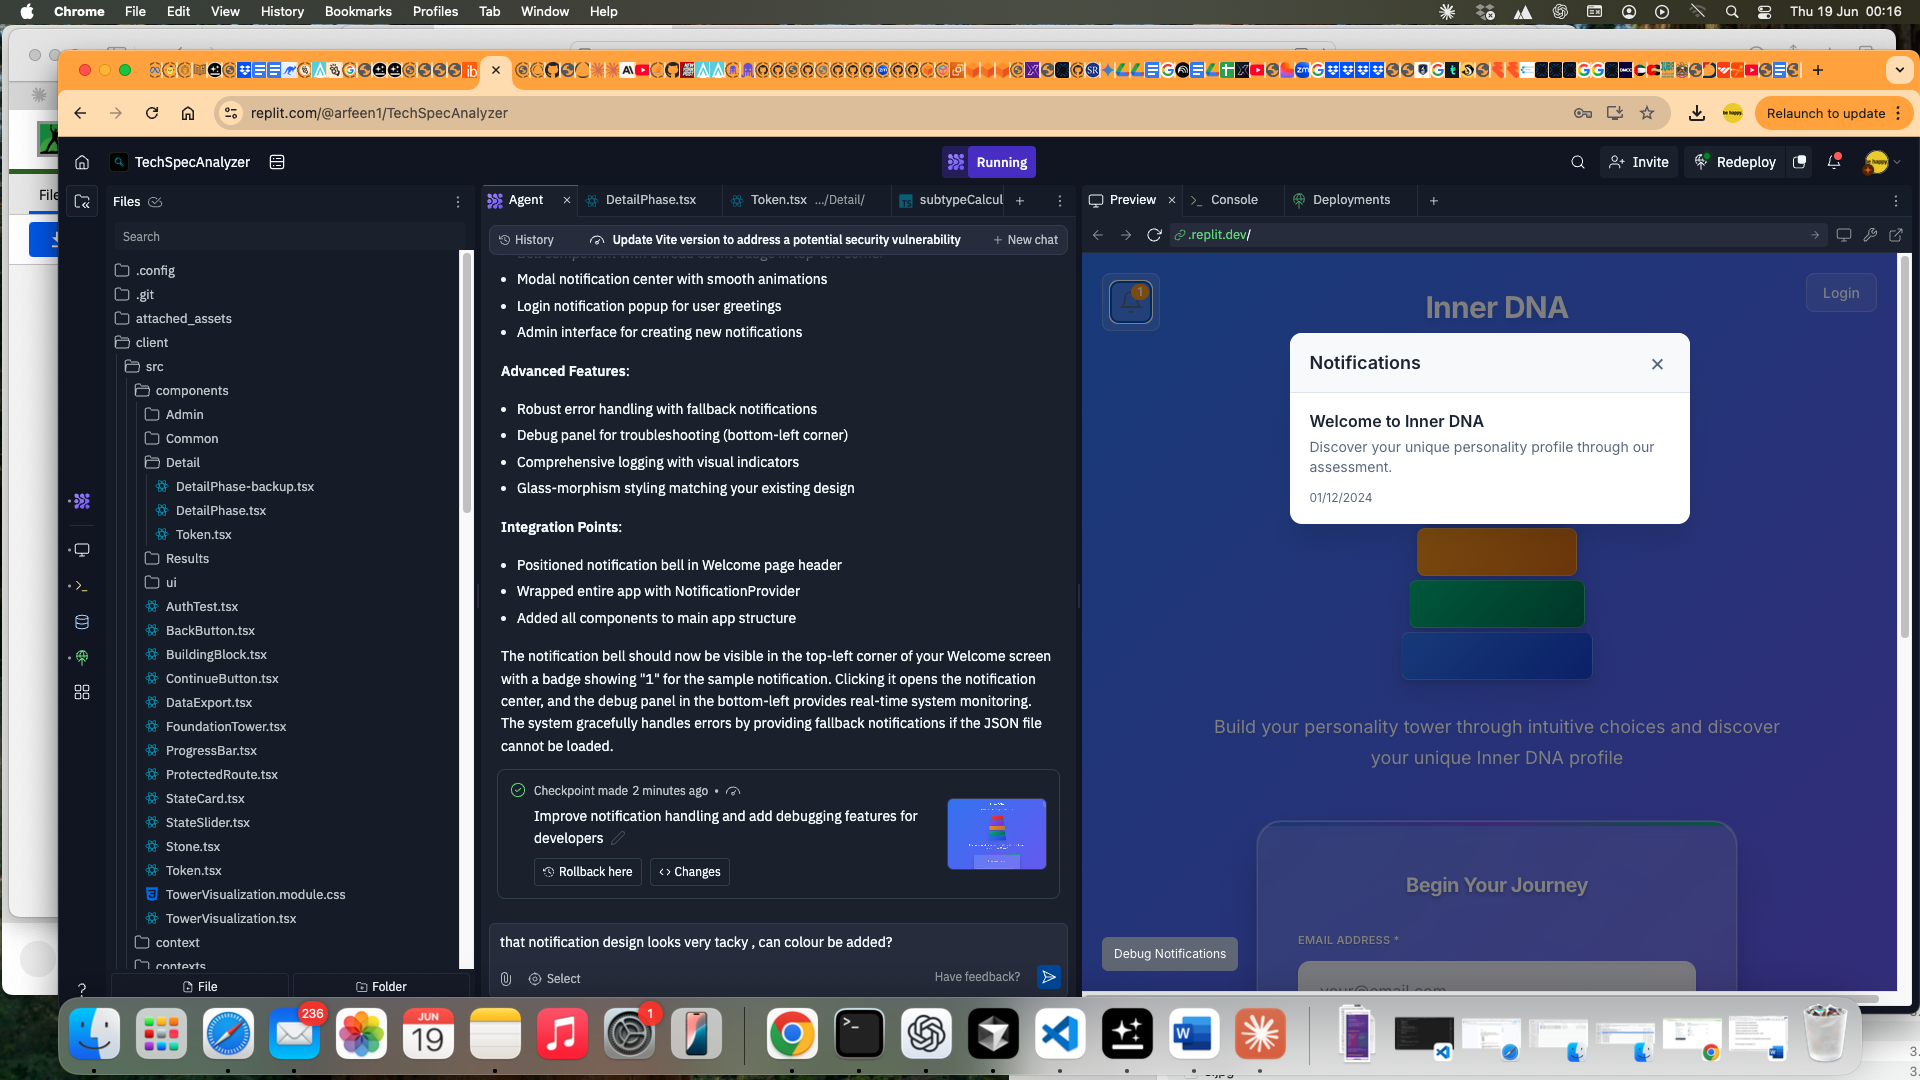 Chrome File Edit View History Bookmarks Profiles Tab Window Help
Thu 19 Jun 00:16
replit.com/@arfeen1/TechSpecAnalyzer
Relaunch to update
TechSpecAnalyzer
Running
Invite
Redeploy
File
Files
Search
.config
.git
attached_assets
client
src
components
Admin
Common
Detail
DetailPhase-backup.tsx
DetailPhase.tsx
Token.tsx
Results
ui
AuthTest.tsx
BackButton.tsx
BuildingBlock.tsx
ContinueButton.tsx
DataExport.tsx
FoundationTower.tsx
ProgressBar.tsx
ProtectedRoute.tsx
StateCard.tsx
StateSlider.tsx
Stone.tsx
Token.tsx
TowerVisualization.module.css
TowerVisualization.tsx
context
contexts
File
Folder
Agent
DetailPhase.tsx
Token.tsx .../Detail/
subtypeCalcul
History
Update Vite version to address a potential security vulnerability
New chat
• Modal notification center with smooth animations
• Login notification popup for user greetings
• Admin interface for creating new notifications
Advanced Features:
• Robust error handling with fallback notifications
• Debug panel for troubleshooting (bottom-left corner)
• Comprehensive logging with visual indicators
• Glass-morphism styling matching your existing design
Integration Points:
• Positioned notification bell in Welcome page header
• Wrapped entire app with NotificationProvider
• Added all components to main app structure
The notification bell should now be visible in the top-left corner of your Welcome screen
with a badge showing "1" for the sample notification. Clicking it opens the notification
center, and the debug panel in the bottom-left provides real-time system monitoring.
The system gracefully handles errors by providing fallback notifications if the JSON file
cannot be loaded.
Checkpoint made 2 minutes ago •
Improve notification handling and add debugging features for
developers
Rollback here
Changes
that notification design looks very tacky , can colour be added?
Select
Have feedback?
Preview
Console
Deployments
.replit.dev/
1
Inner DNA
Login
Notifications
Welcome to Inner DNA
Discover your unique personality profile through our
assessment.
01/12/2024
Build your personality tower through intuitive choices and discover
your unique Inner DNA profile
Begin Your Journey
EMAIL ADDRESS *
your@email.com
Debug Notifications
236
JUN
19
1